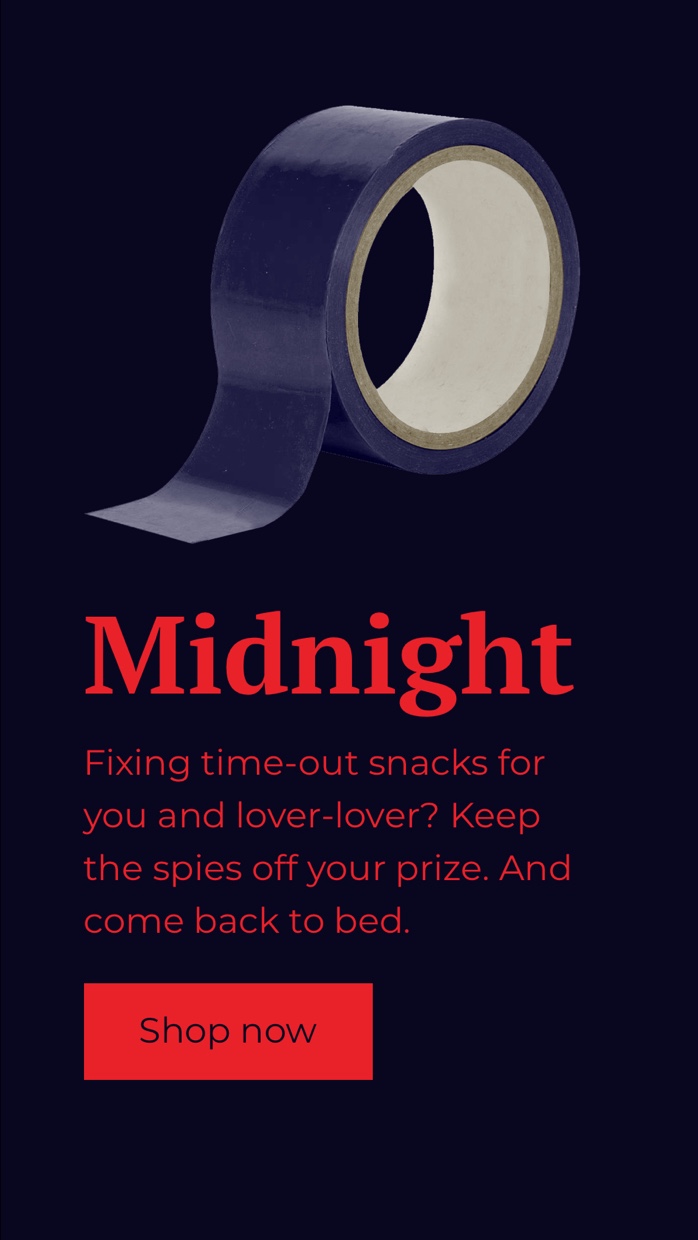 Midnight
Fixing time-out snacks for
you and lover-lover? Keep
the spies off your prize. And
come back to bed.
Shop now